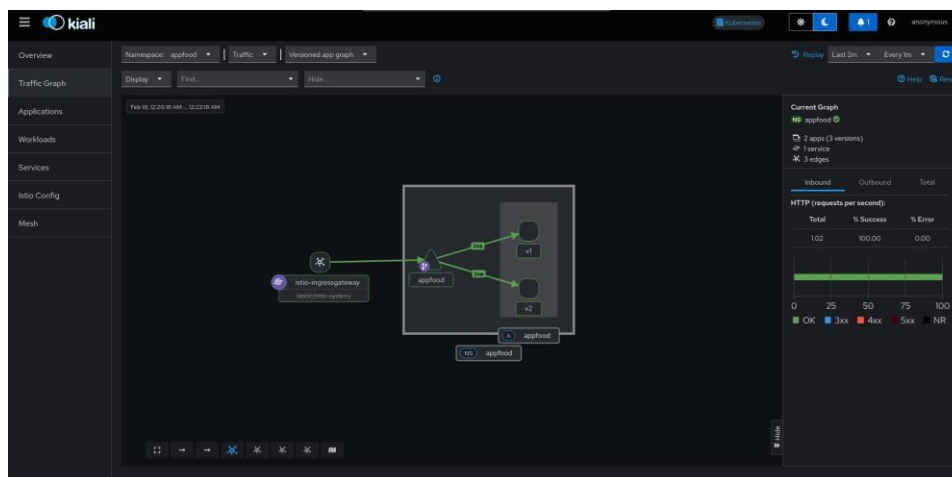 kiali
Kubernetes
1
anonymous
Overview
Traffic Graph
Applications
Workloads
Services
Istio Config
Mesh
Namespace: appfood
Traffic
Versioned app graph
Replay
Last 2m
Every 1m
Display
Find...
Hide...
Help
Feb 18, 12:20:18 AM ... 12:22:18 AM
istio-ingressgateway
latest (istio-system)
appfood
v1
v2
A appfood
NS appfood
Hide
Current Graph
NS appfood
2 apps (3 versions)
1 service
3 edges
Inbound Outbound Total
HTTP (requests per second):
Total % Success % Error
1.02 100.00 0.00
0 25 50 75 100
OK 3xx 4xx 5xx NR